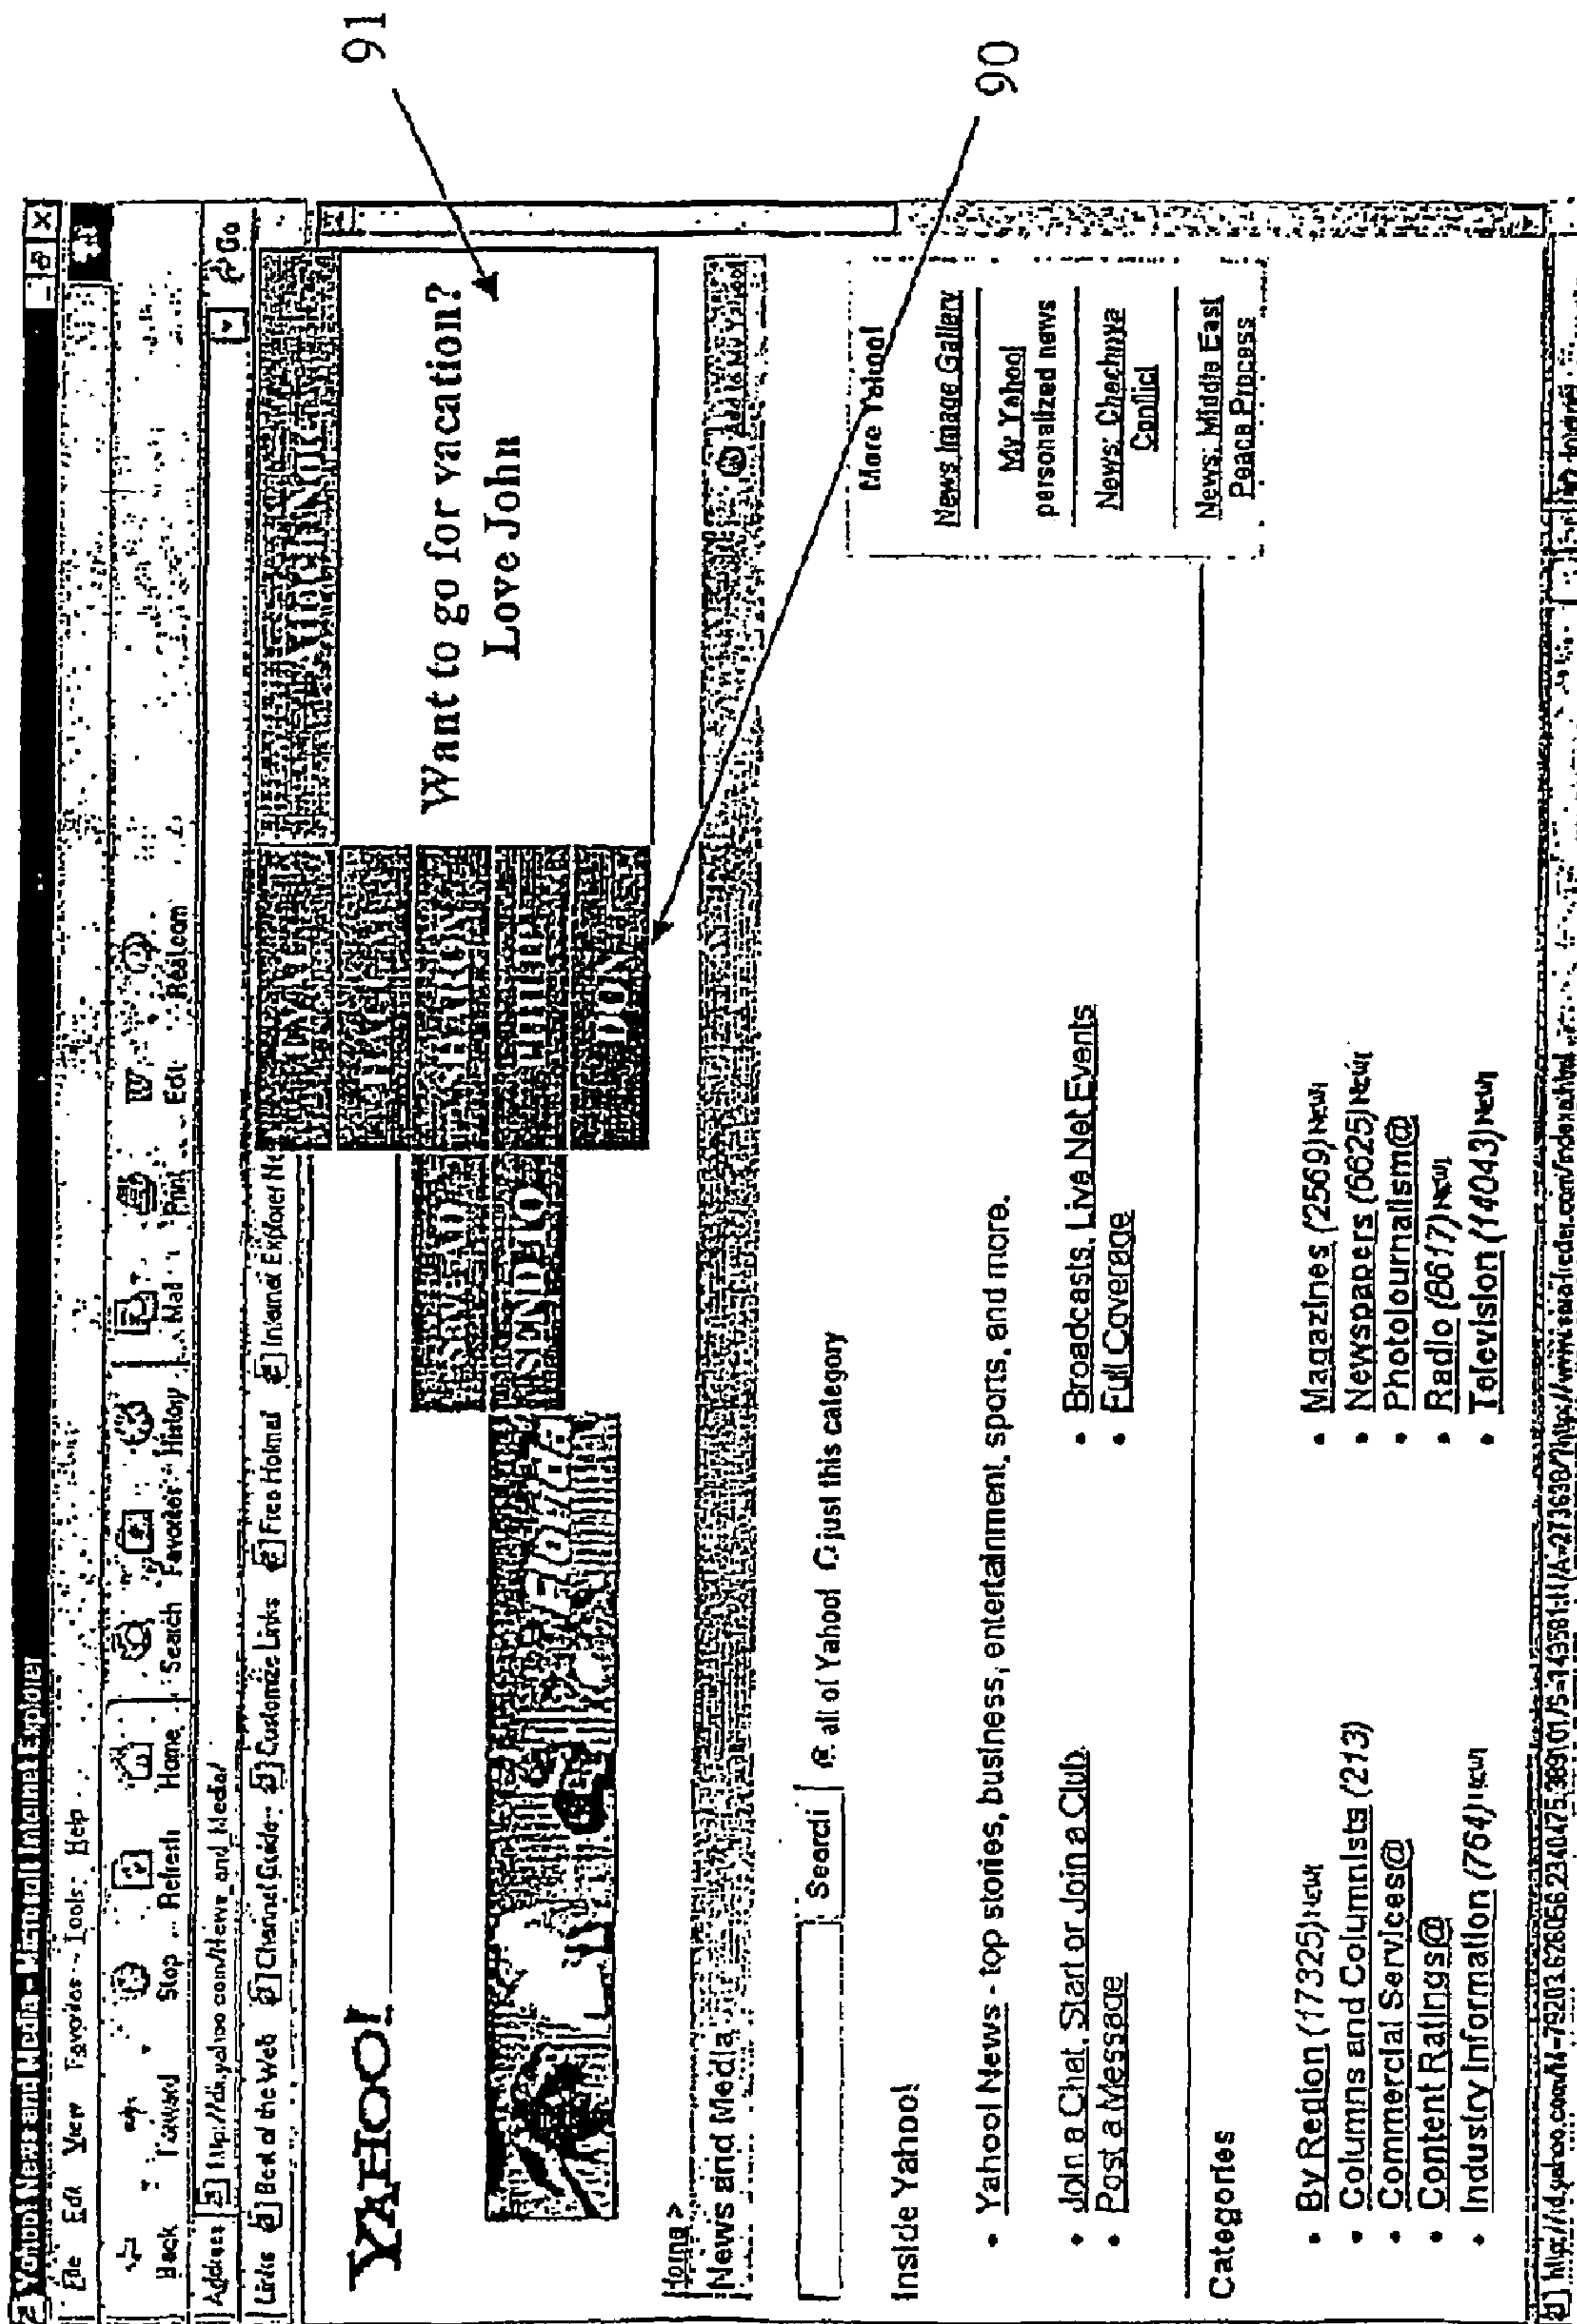 Yahoo! News and Media - Microsoft Internet Explorer
File Edit View Favorites Tools Help
Back Forward Stop Refresh Home Search Favorites History Mail Print Edit Real.com
Address http://dir.yahoo.com/News_and_Media/ Go
Links Best of the Web Channel Guide Customize Links Free Hotmail Internet Explorer
91
YAHOO!
SEND TO
Want to go for vacation?
Love John
90
Home >
News and Media
Search all of Yahoo! just this category
Inside Yahoo!
More Yahoo!
News Image Gallery
My Yahoo!
personalized news
News: Chechnya
Conflict
News: Middle East
Peace Process
• Yahoo! News - top stories, business, entertainment, sports, and more.
• Join a Chat, Start or Join a Club
• Post a Message
• Broadcasts, Live Net Events
• Full Coverage
Categories
• By Region (17325) NEW!
• Columns and Columnists (213)
• Commercial Services@
• Content Ratings@
• Industry Information (764) NEW!
• Magazines (2569) NEW!
• Newspapers (6625) NEW!
• Photojournalism@
• Radio (8617) NEW!
• Television (14043) NEW!